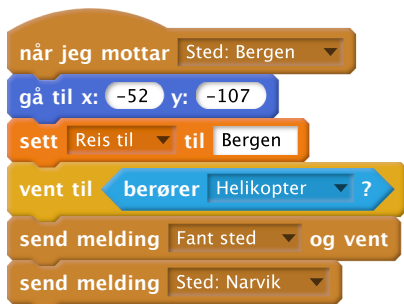 når jeg mottar Sted: Bergen
gå til x: -52 y: -107
sett Reis til til Bergen
vent til berører Helikopter ?
send melding Fant sted og vent
send melding Sted: Narvik